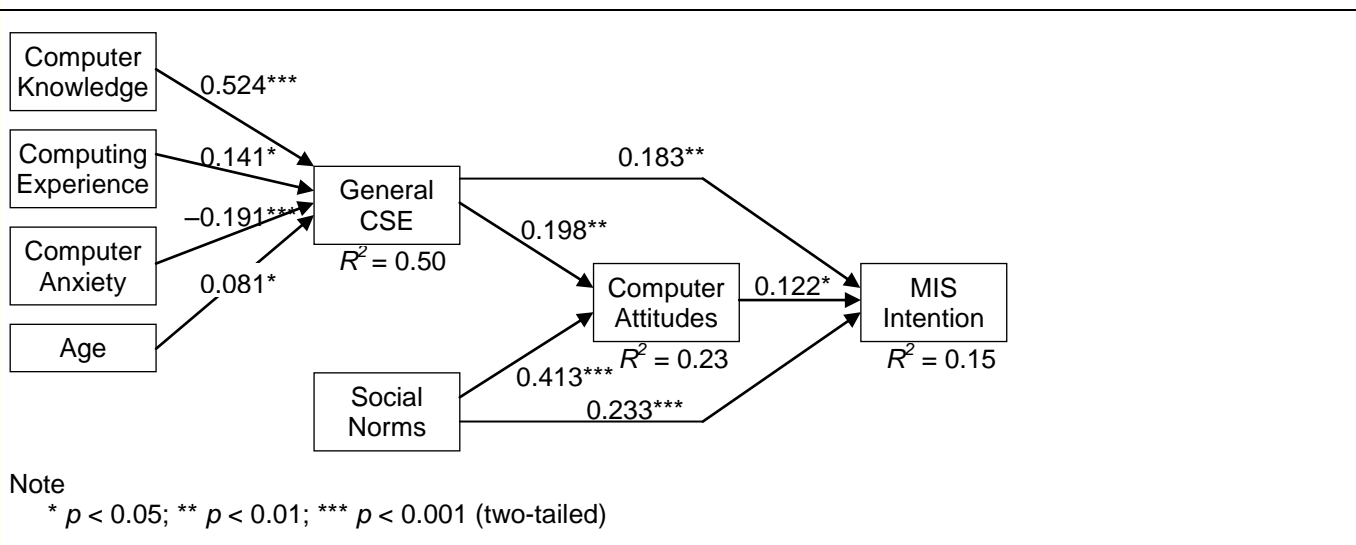 Computer
Knowledge
0.524***
Computing
Experience
0.141*
0.183**
General
CSE
R² = 0.50
–0.191***
0.198**
Computer
Anxiety
0.081*
Computer
Attitudes
R² = 0.23
0.122*
MIS
Intention
R² = 0.15
Age
0.413***
Social
Norms
0.233***
Note
* p < 0.05; ** p < 0.01; *** p < 0.001 (two-tailed)